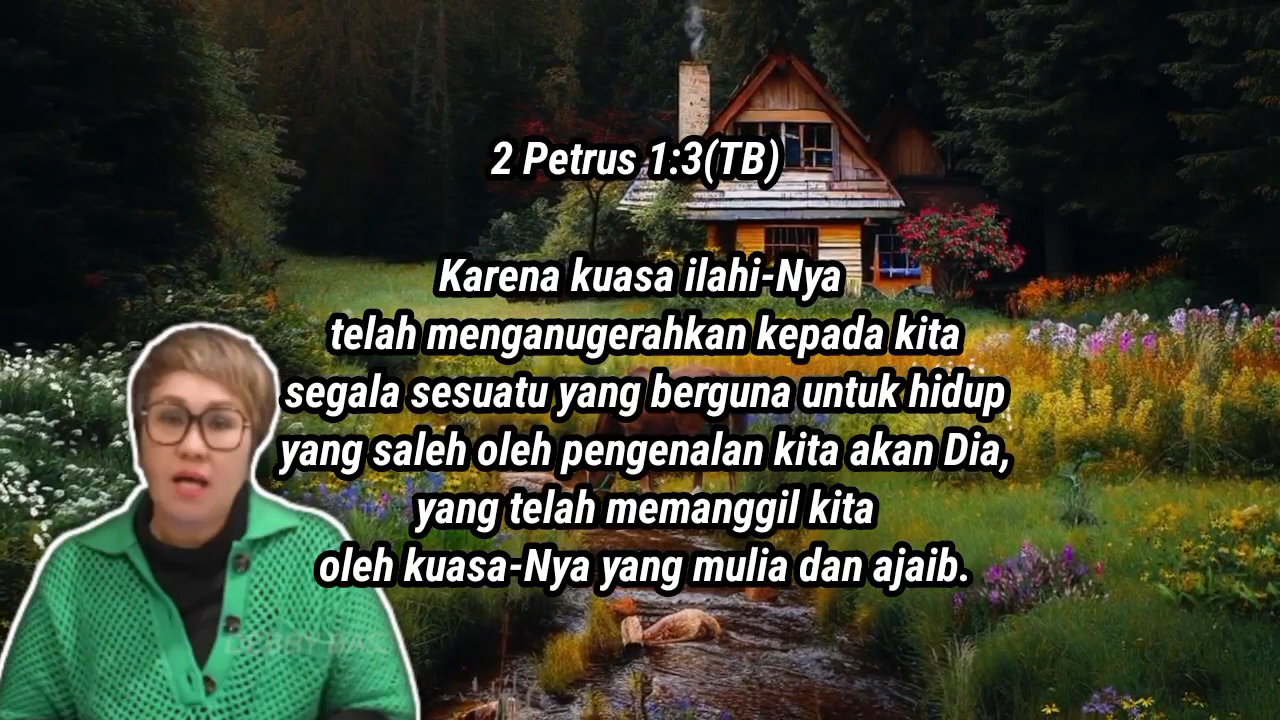 2 Petrus 1:3(TB)
Karena kuasa ilahi-Nya
telah menganugerahkan kepada kita
segala sesuatu yang berguna untuk hidup
yang saleh oleh pengenalan kita akan Dia,
yang telah memanggil kita
oleh kuasa-Nya yang mulia dan ajaib.